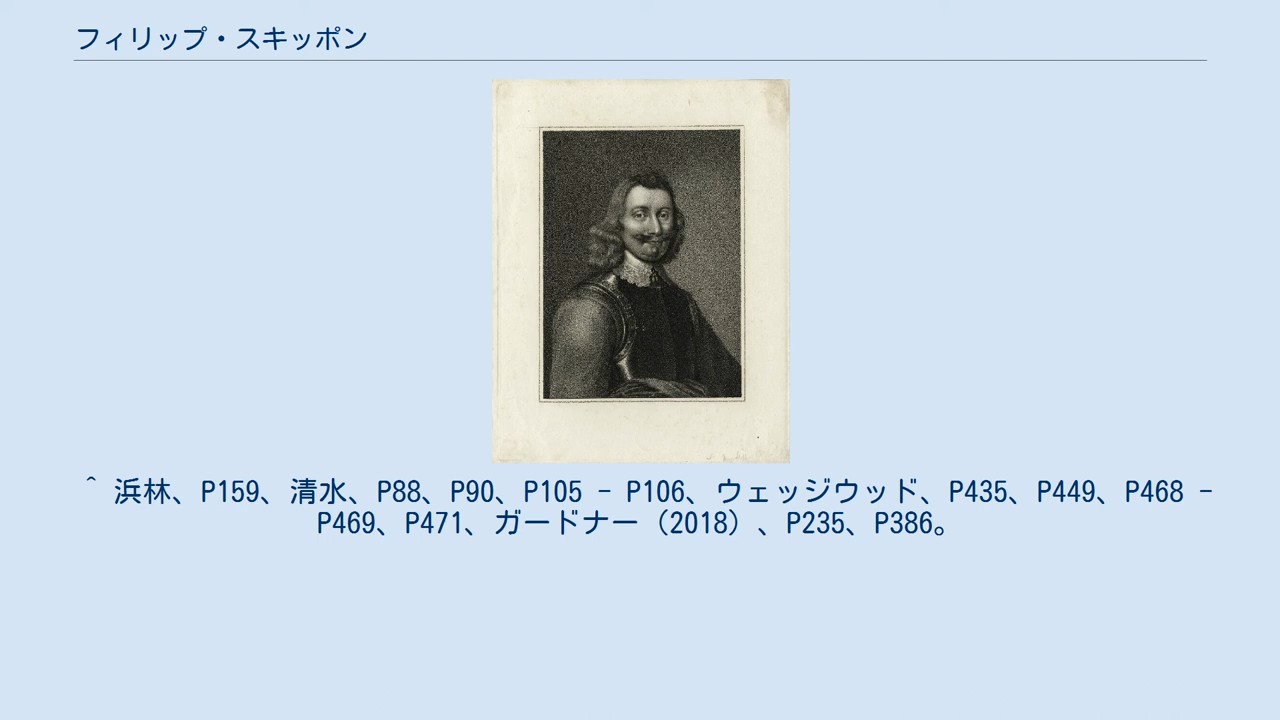 フィリップ・スキッポン
^ 浜林、P159、清水、P88、P90、P105 - P106、ウェッジウッド、P435、P449、P468 -
P469、P471、ガードナー（2018）、P235、P386。